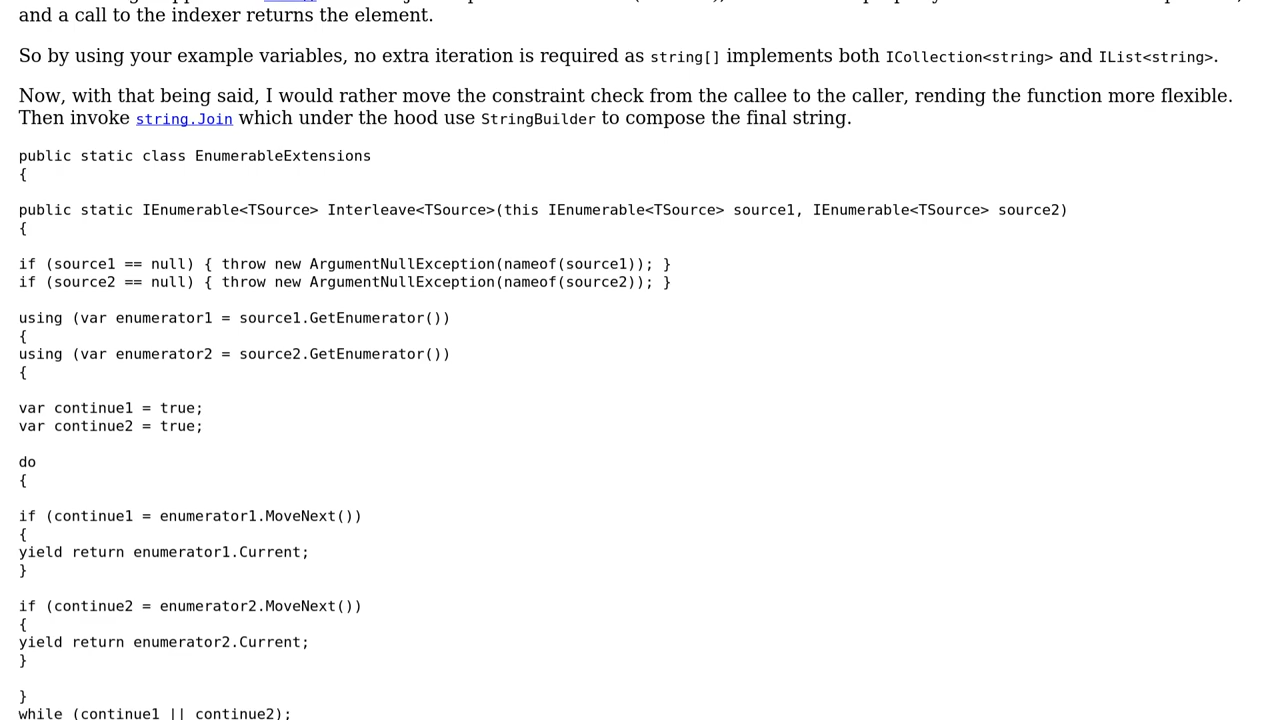 and a call to the indexer returns the element.
So by using your example variables, no extra iteration is required as string[] implements both ICollection<string> and IList<string>.
Now, with that being said, I would rather move the constraint check from the callee to the caller, rending the function more flexible.
Then invoke string.Join which under the hood use StringBuilder to compose the final string.
public static class EnumerableExtensions
{
public static IEnumerable<TSource> Interleave<TSource>(this IEnumerable<TSource> source1, IEnumerable<TSource> source2)
{
if (source1 == null) { throw new ArgumentNullException(nameof(source1)); }
if (source2 == null) { throw new ArgumentNullException(nameof(source2)); }
using (var enumerator1 = source1.GetEnumerator())
{
using (var enumerator2 = source2.GetEnumerator())
{
var continue1 = true;
var continue2 = true;
do
{
if (continue1 = enumerator1.MoveNext())
{
yield return enumerator1.Current;
}
if (continue2 = enumerator2.MoveNext())
{
yield return enumerator2.Current;
}
}
while (continue1 || continue2);